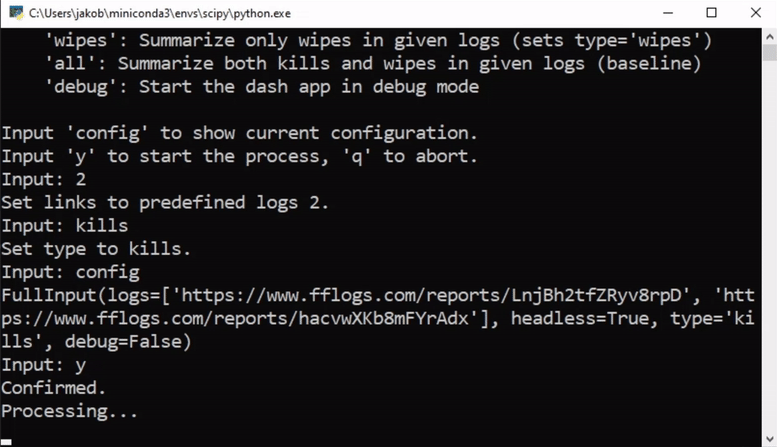 C:\Users\jakob\miniconda3\envs\scipy\python.exe
'wipes': Summarize only wipes in given logs (sets type='wipes')
'all': Summarize both kills and wipes in given logs (baseline)
'debug': Start the dash app in debug mode
Input 'config' to show current configuration.
Input 'y' to start the process, 'q' to abort.
Input: 2
Set links to predefined logs 2.
Input: kills
Set type to kills.
Input: config
FullInput(logs=['https://www.fflogs.com/reports/LnjBh2tfZRyv8rpD', 'htt
ps://www.fflogs.com/reports/hacvwXKb8mFYrAdx'], headless=True, type='ki
lls', debug=False)
Input: y
Confirmed.
Processing...